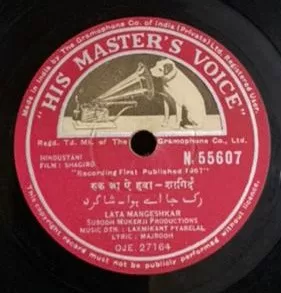 Made in India by The Gramophone Co. of India (Private) Ltd. Registered User.
"HIS MASTER'S VOICE"
Regd. Td. Mk. of The Gramophone Co., Ltd.
HINDUSTANI
FILM : SHAGIRD
N.55607
"Recording First Published 1967"
रुक जा ऐ हवा - शागिर्द
رک جا اے ہوا - شاگرد
LATA MANGESHKAR
SUBODH MUKERJI PRODUCTIONS
MUSIC DTR. : LAXMIKANT PYARELAL
LYRIC : MAJROOH
OJE. 27164
This copyright record must not be publicly performed without licence.